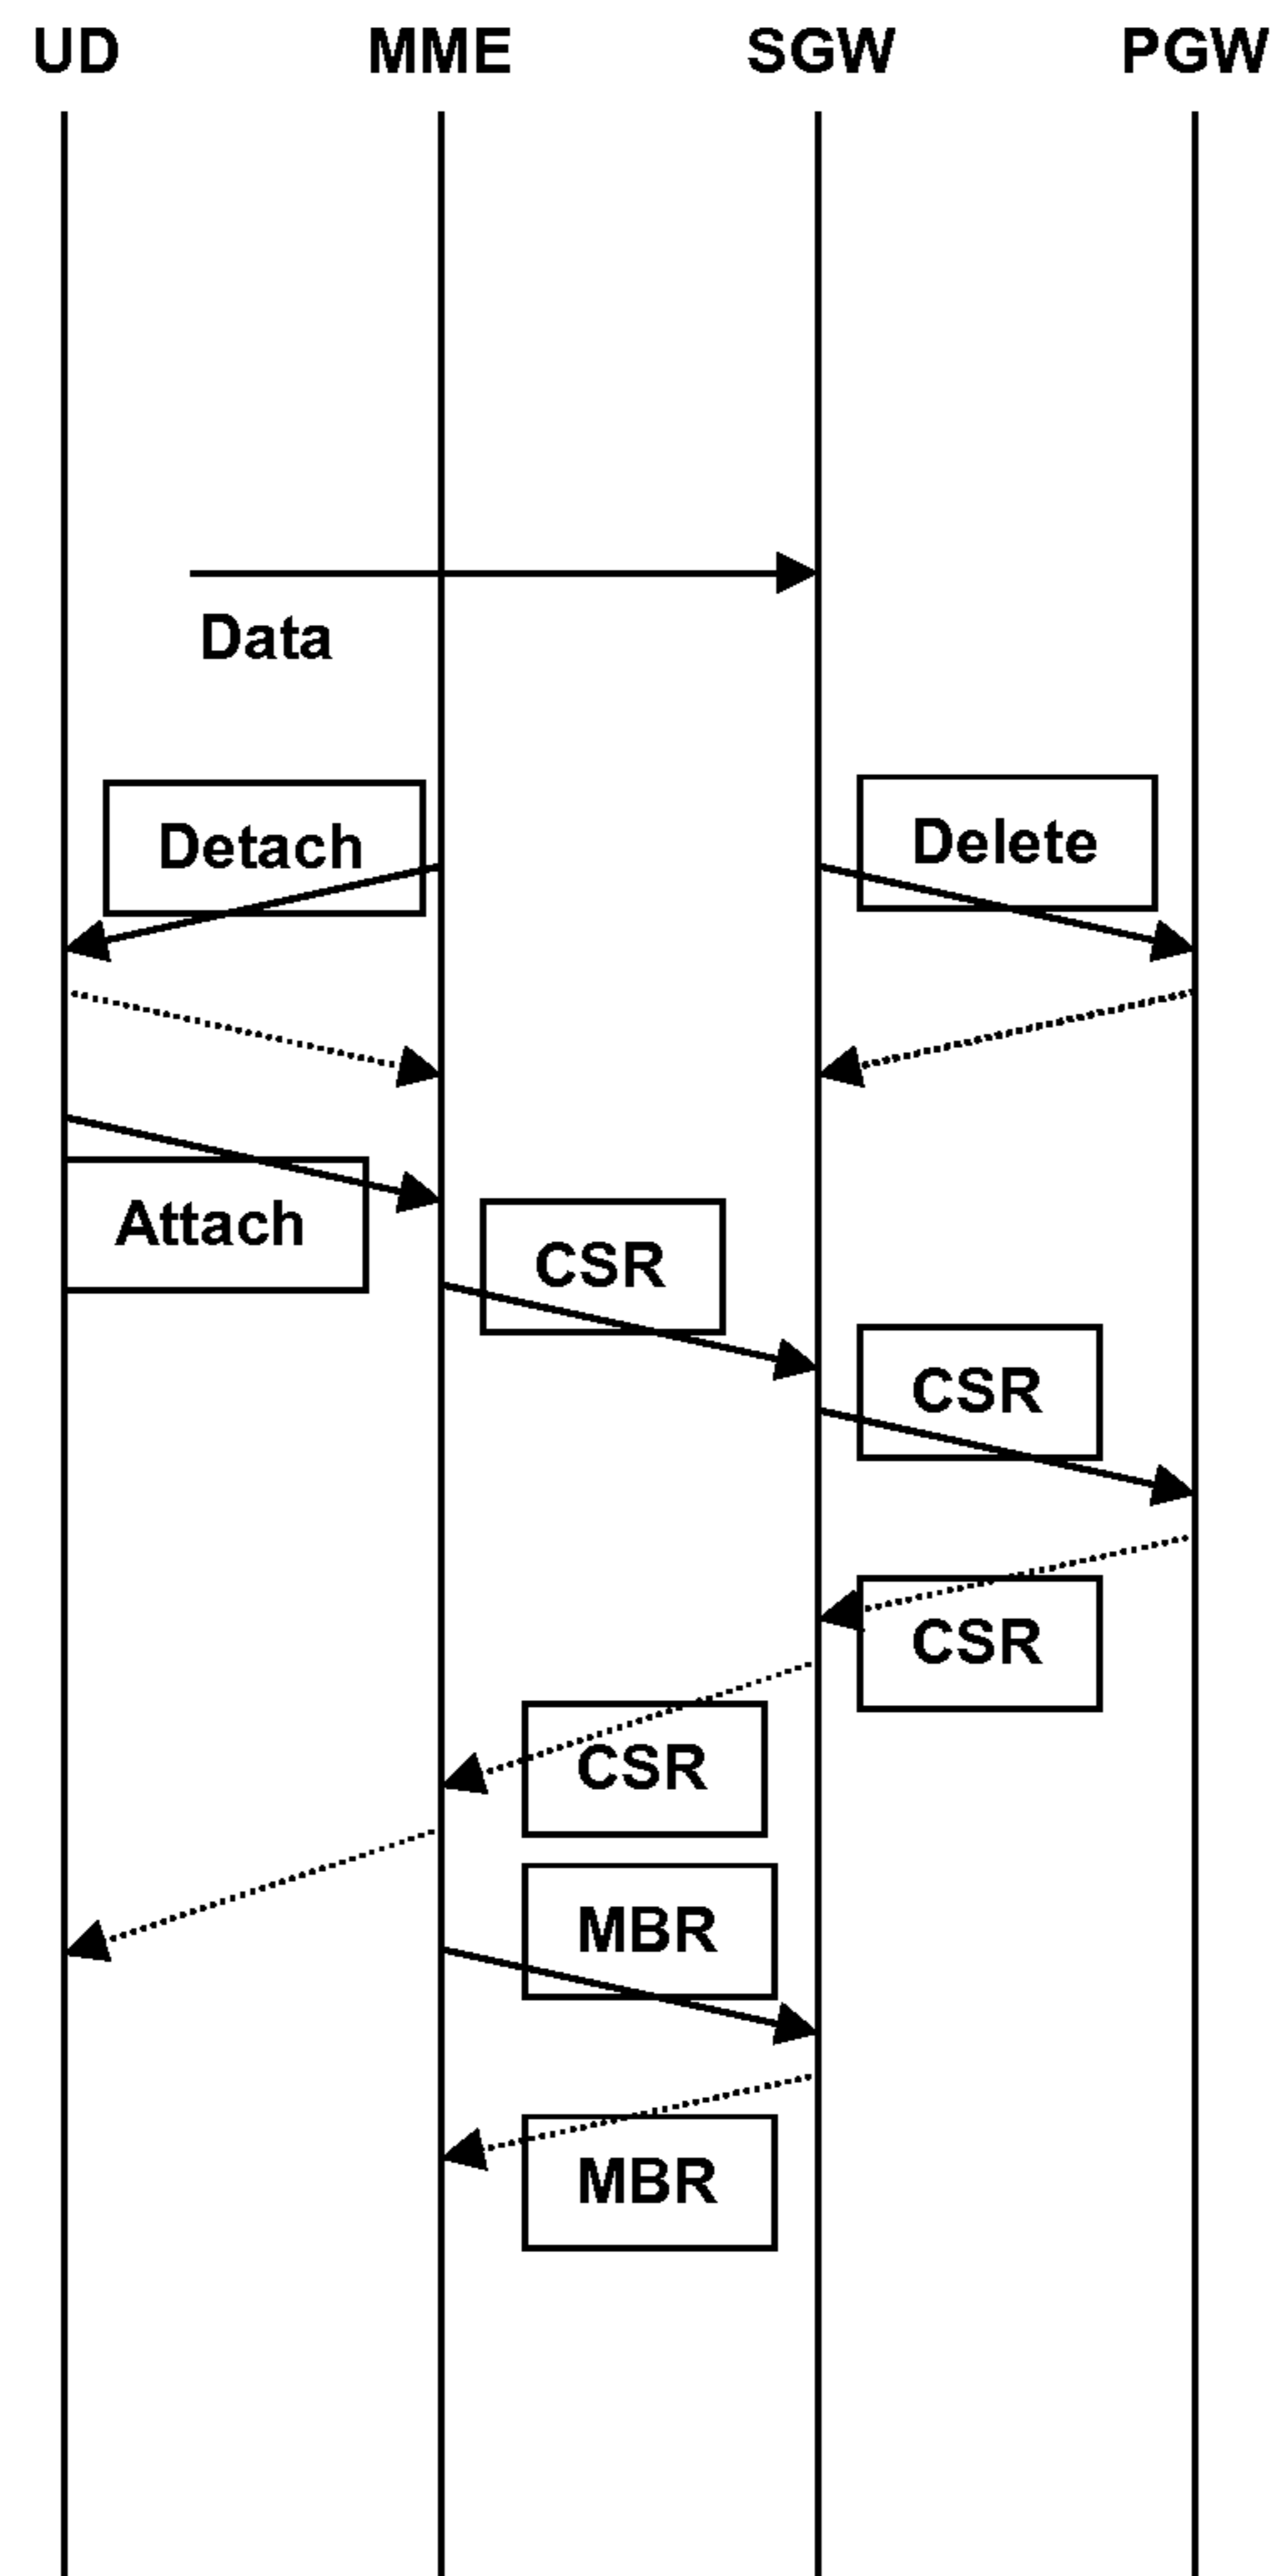 UD MME SGW PGW
Data
Detach Delete
Attach
CSR
CSR
CSR
CSR
MBR
MBR